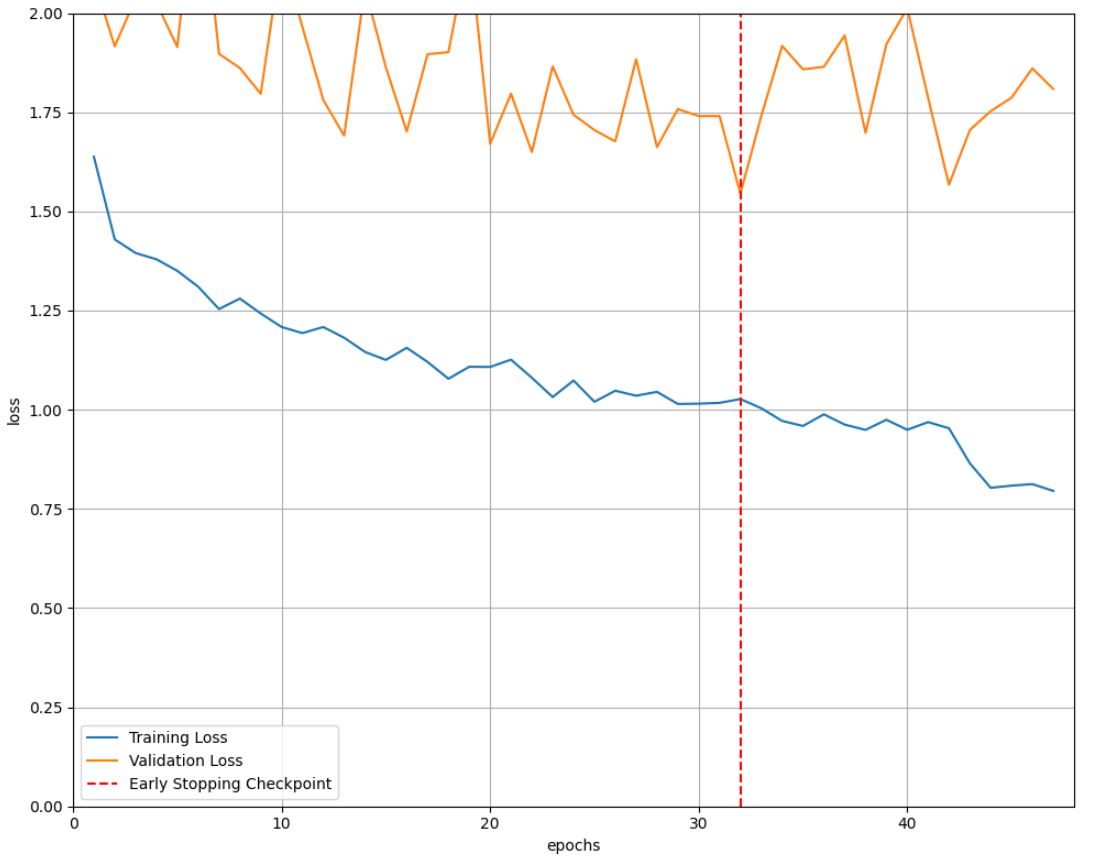 2.00
1.75
1.50
1.25
1.00
0.75
0.50
0.25
0.00
loss
Training Loss
Validation Loss
Early Stopping Checkpoint
0 10 20 30 40
epochs